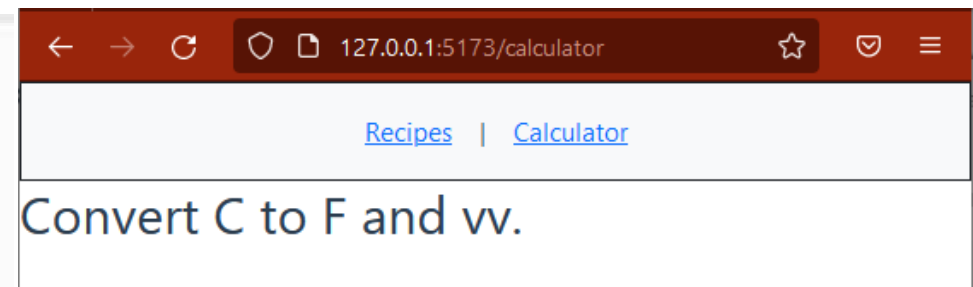 127.0.0.1:5173/calculator
Recipes | Calculator
Convert C to F and vv.